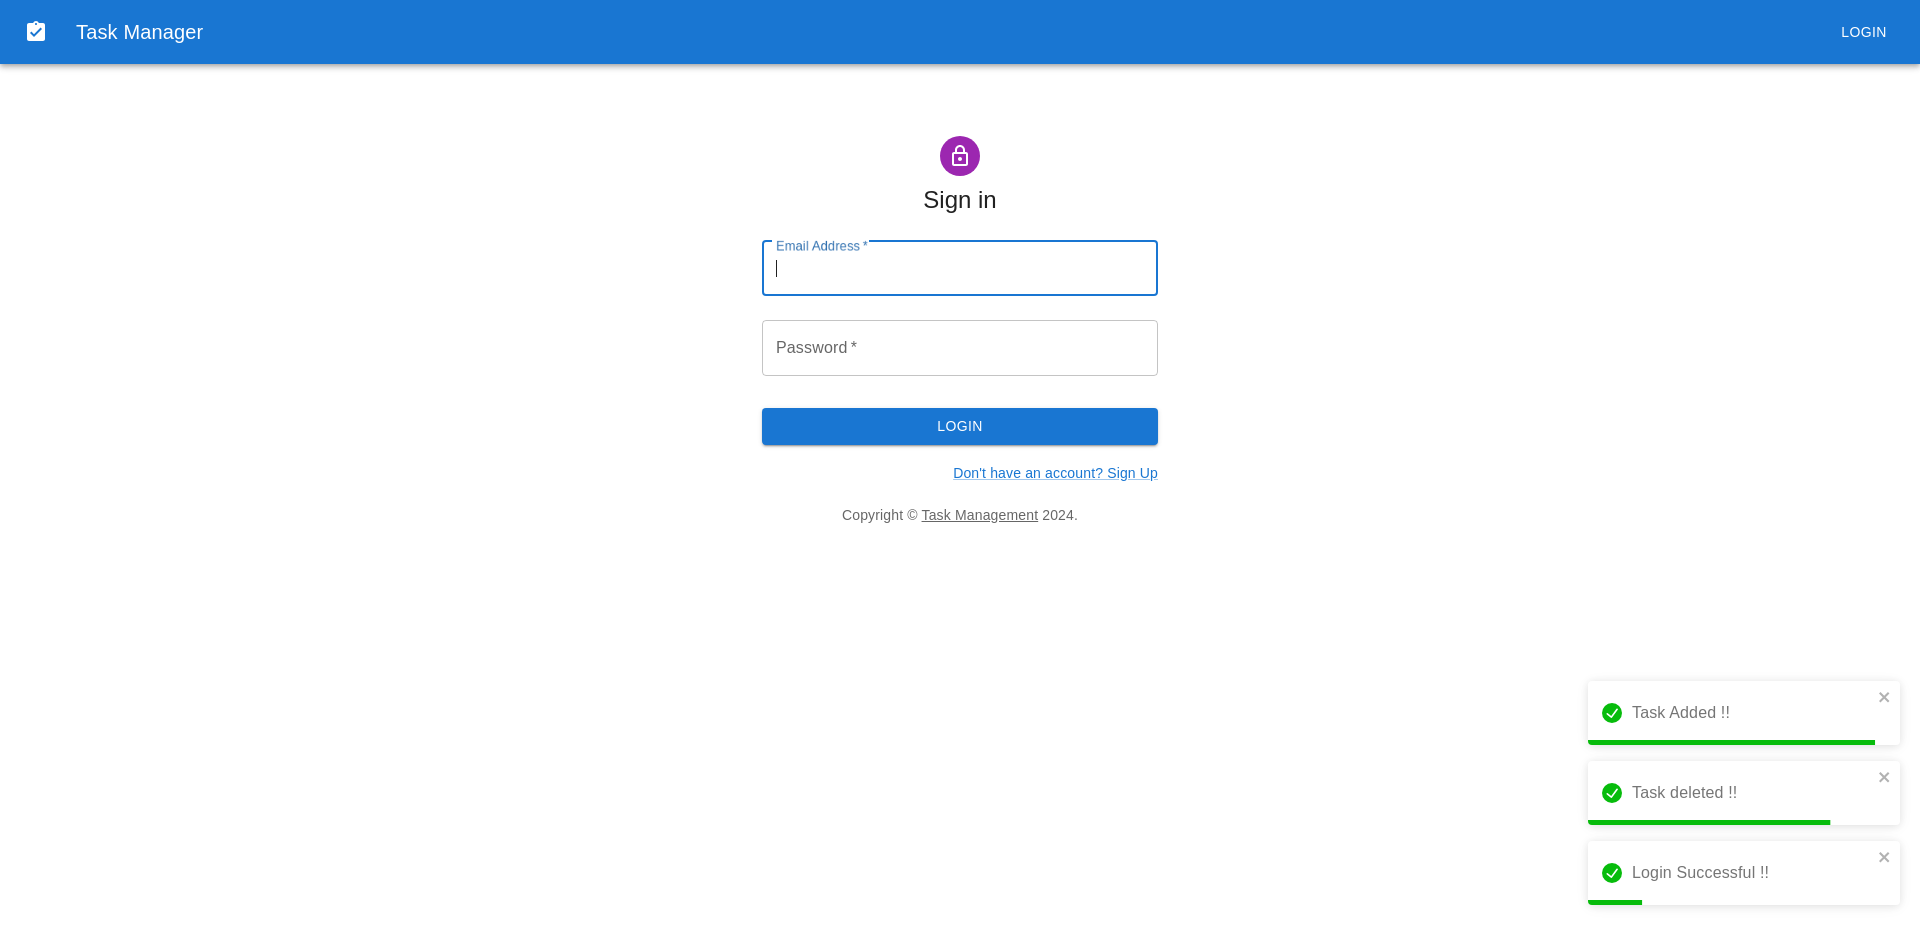 Task Manager
LOGIN
Sign in
Email Address *
Password *
LOGIN
Don't have an account? Sign Up
Copyright © Task Management 2024.
Task Added !!
Task deleted !!
Login Successful !!